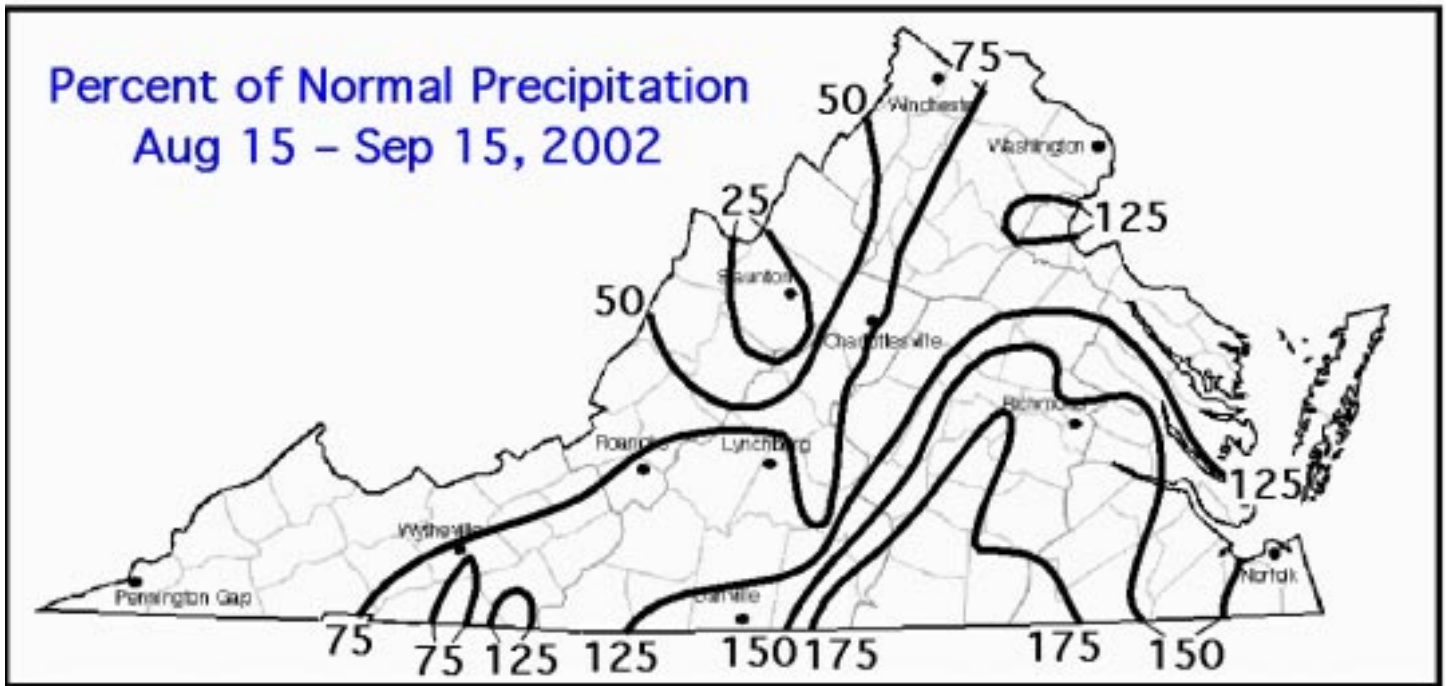 Percent of Normal Precipitation
Aug 15 – Sep 15, 2002
75
50
Winchester
Washington
25
125
Staunton
50
Charlottesville
Richmond
Roanoke
Lynchburg
125
Wytheville
Norfolk
Pennington Gap
Danville
75
75
125
125
150
175
175
150